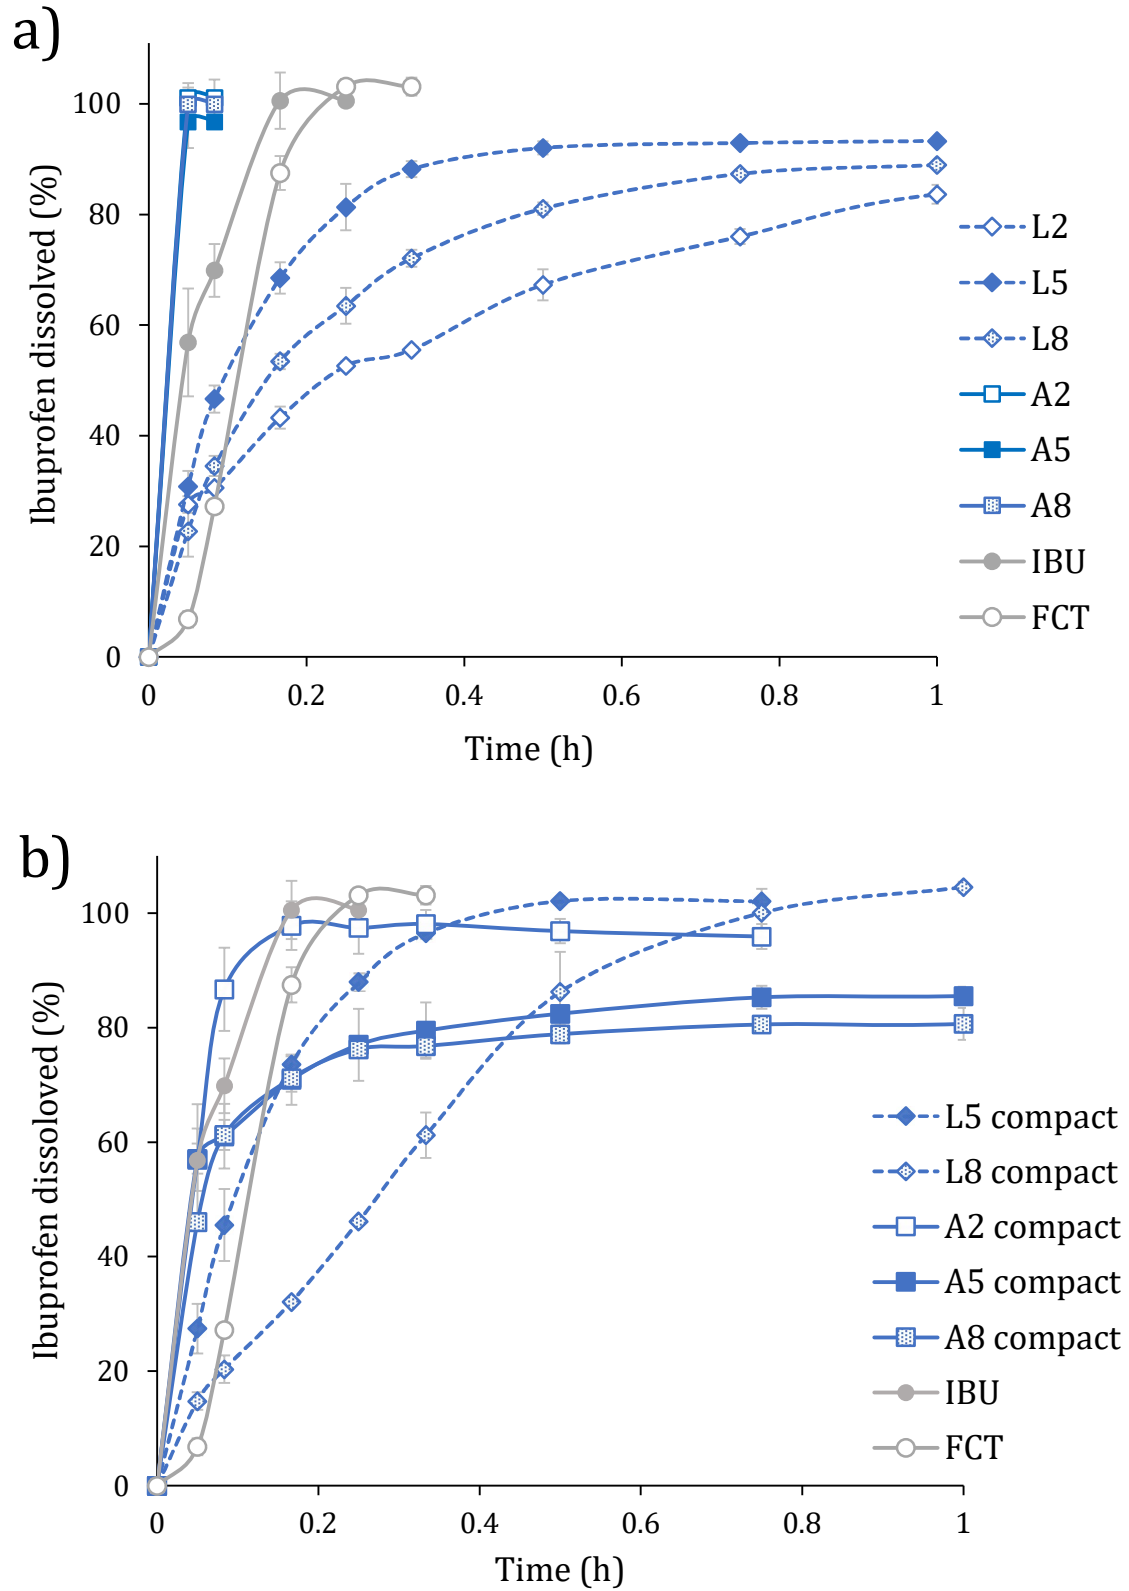 a)
100
80
60
40
20
0
Ibuprofen dissolved (%)
0 0.2 0.4 0.6 0.8 1
Time (h)
L2
L5
L8
A2
A5
A8
IBU
FCT
b)
100
80
60
40
20
0
Ibuprofen dissoloved (%)
0 0.2 0.4 0.6 0.8 1
Time (h)
L5 compact
L8 compact
A2 compact
A5 compact
A8 compact
IBU
FCT